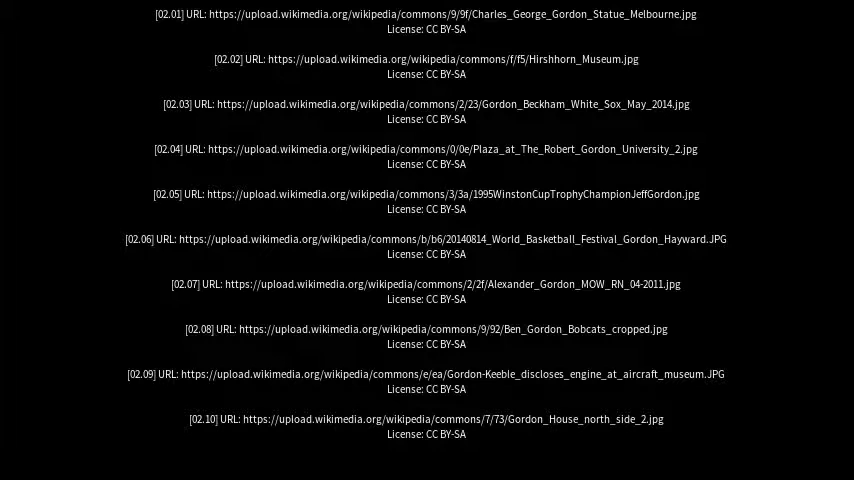 [02.01] URL: https://upload.wikimedia.org/wikipedia/commons/9/9f/Charles_George_Gordon_Statue_Melbourne.jpg
License: CC BY-SA
[02.02] URL: https://upload.wikimedia.org/wikipedia/commons/f/f5/Hirshhorn_Museum.jpg
License: CC BY-SA
[02.03] URL: https://upload.wikimedia.org/wikipedia/commons/2/23/Gordon_Beckham_White_Sox_May_2014.jpg
License: CC BY-SA
[02.04] URL: https://upload.wikimedia.org/wikipedia/commons/0/0e/Plaza_at_The_Robert_Gordon_University_2.jpg
License: CC BY-SA
[02.05] URL: https://upload.wikimedia.org/wikipedia/commons/3/3a/1995WinstonCupTrophyChampionJeffGordon.jpg
License: CC BY-SA
[02.06] URL: https://upload.wikimedia.org/wikipedia/commons/b/b6/20140814_World_Basketball_Festival_Gordon_Hayward.JPG
License: CC BY-SA
[02.07] URL: https://upload.wikimedia.org/wikipedia/commons/2/2f/Alexander_Gordon_MOW_RN_04-2011.jpg
License: CC BY-SA
[02.08] URL: https://upload.wikimedia.org/wikipedia/commons/9/92/Ben_Gordon_Bobcats_cropped.jpg
License: CC BY-SA
[02.09] URL: https://upload.wikimedia.org/wikipedia/commons/e/ea/Gordon-Keeble_discloses_engine_at_aircraft_museum.JPG
License: CC BY-SA
[02.10] URL: https://upload.wikimedia.org/wikipedia/commons/7/73/Gordon_House_north_side_2.jpg
License: CC BY-SA